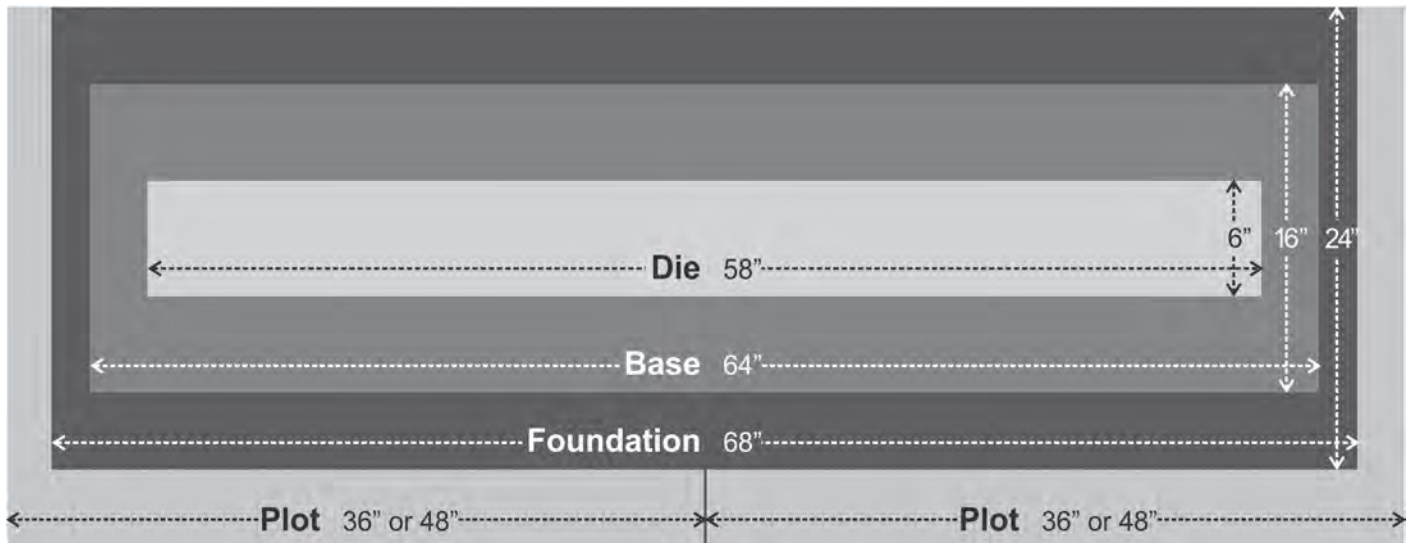 6” 16” 24”
Die 58”
Base 64”
Foundation 68”
Plot 36” or 48” Plot 36” or 48”